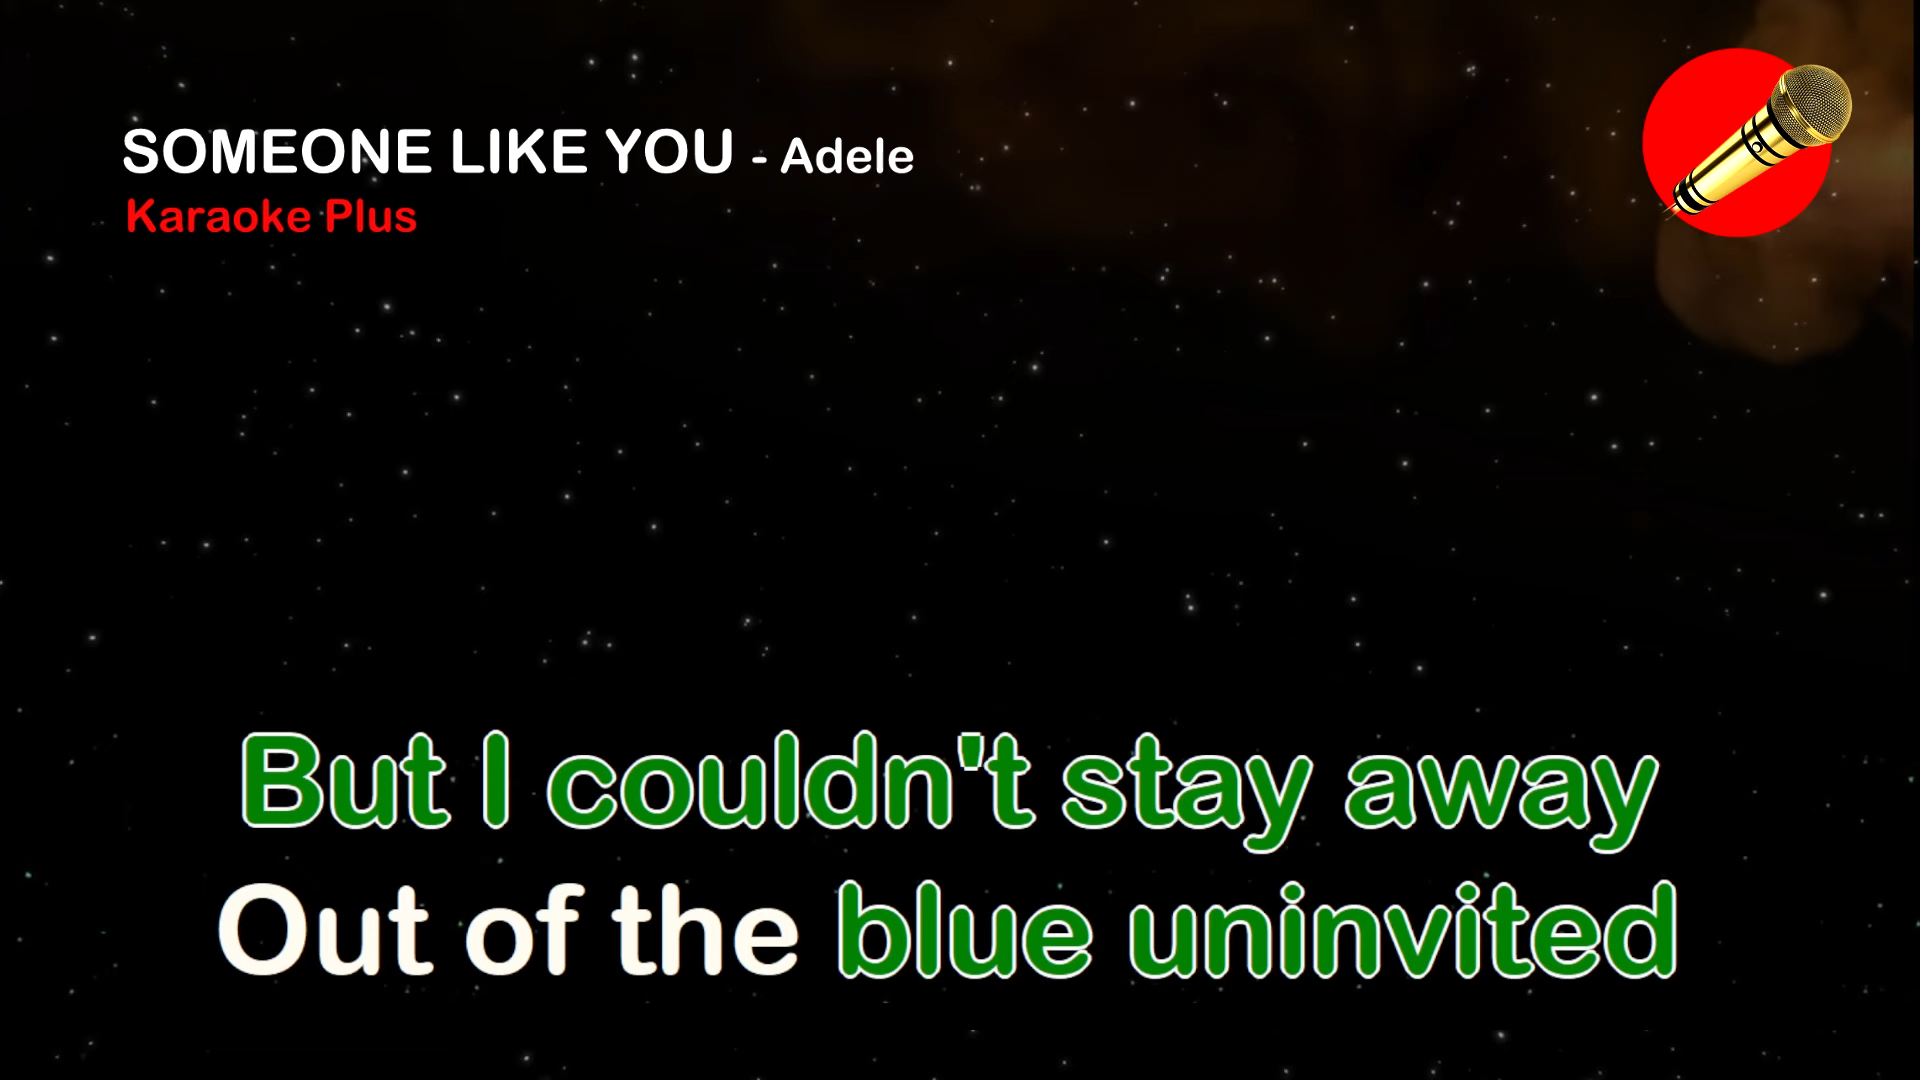 SOMEONE LIKE YOU - Adele
Karaoke Plus
But I couldn't stay away
Out of the blue uninvited